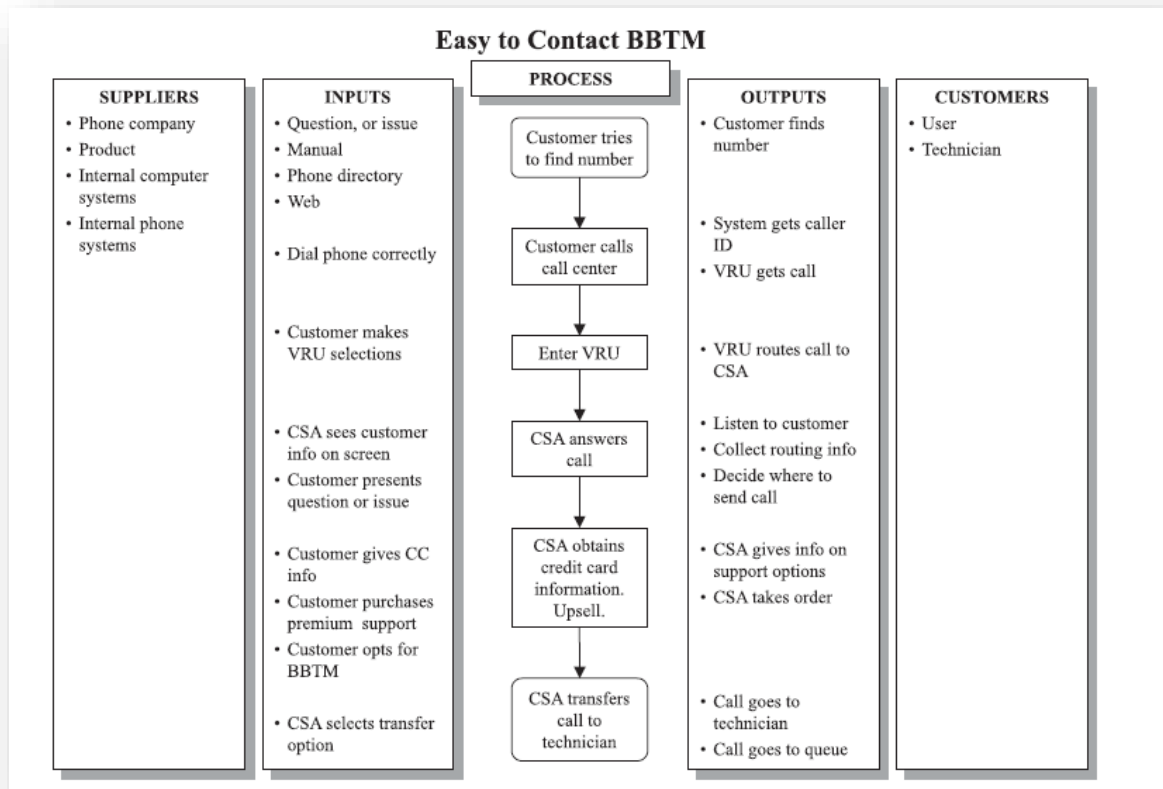 Easy to Contact BBTM
SUPPLIERS
• Phone company
• Product
• Internal computer
systems
• Internal phone
systems
INPUTS
• Question, or issue
• Manual
• Phone directory
• Web
• Dial phone correctly
• Customer makes
VRU selections
• CSA sees customer
info on screen
• Customer presents
question or issue
• Customer gives CC
info
• Customer purchases
premium support
• Customer opts for
BBTM
• CSA selects transfer
option
PROCESS
Customer tries
to find number
Customer calls
call center
Enter VRU
CSA answers
call
CSA obtains
credit card
information.
Upsell.
CSA transfers
call to
technician
OUTPUTS
• Customer finds
number
• System gets caller
ID
• VRU gets call
• VRU routes call to
CSA
• Listen to customer
• Collect routing info
• Decide where to
send call
• CSA gives info on
support options
• CSA takes order
• Call goes to
technician
• Call goes to queue
CUSTOMERS
• User
• Technician